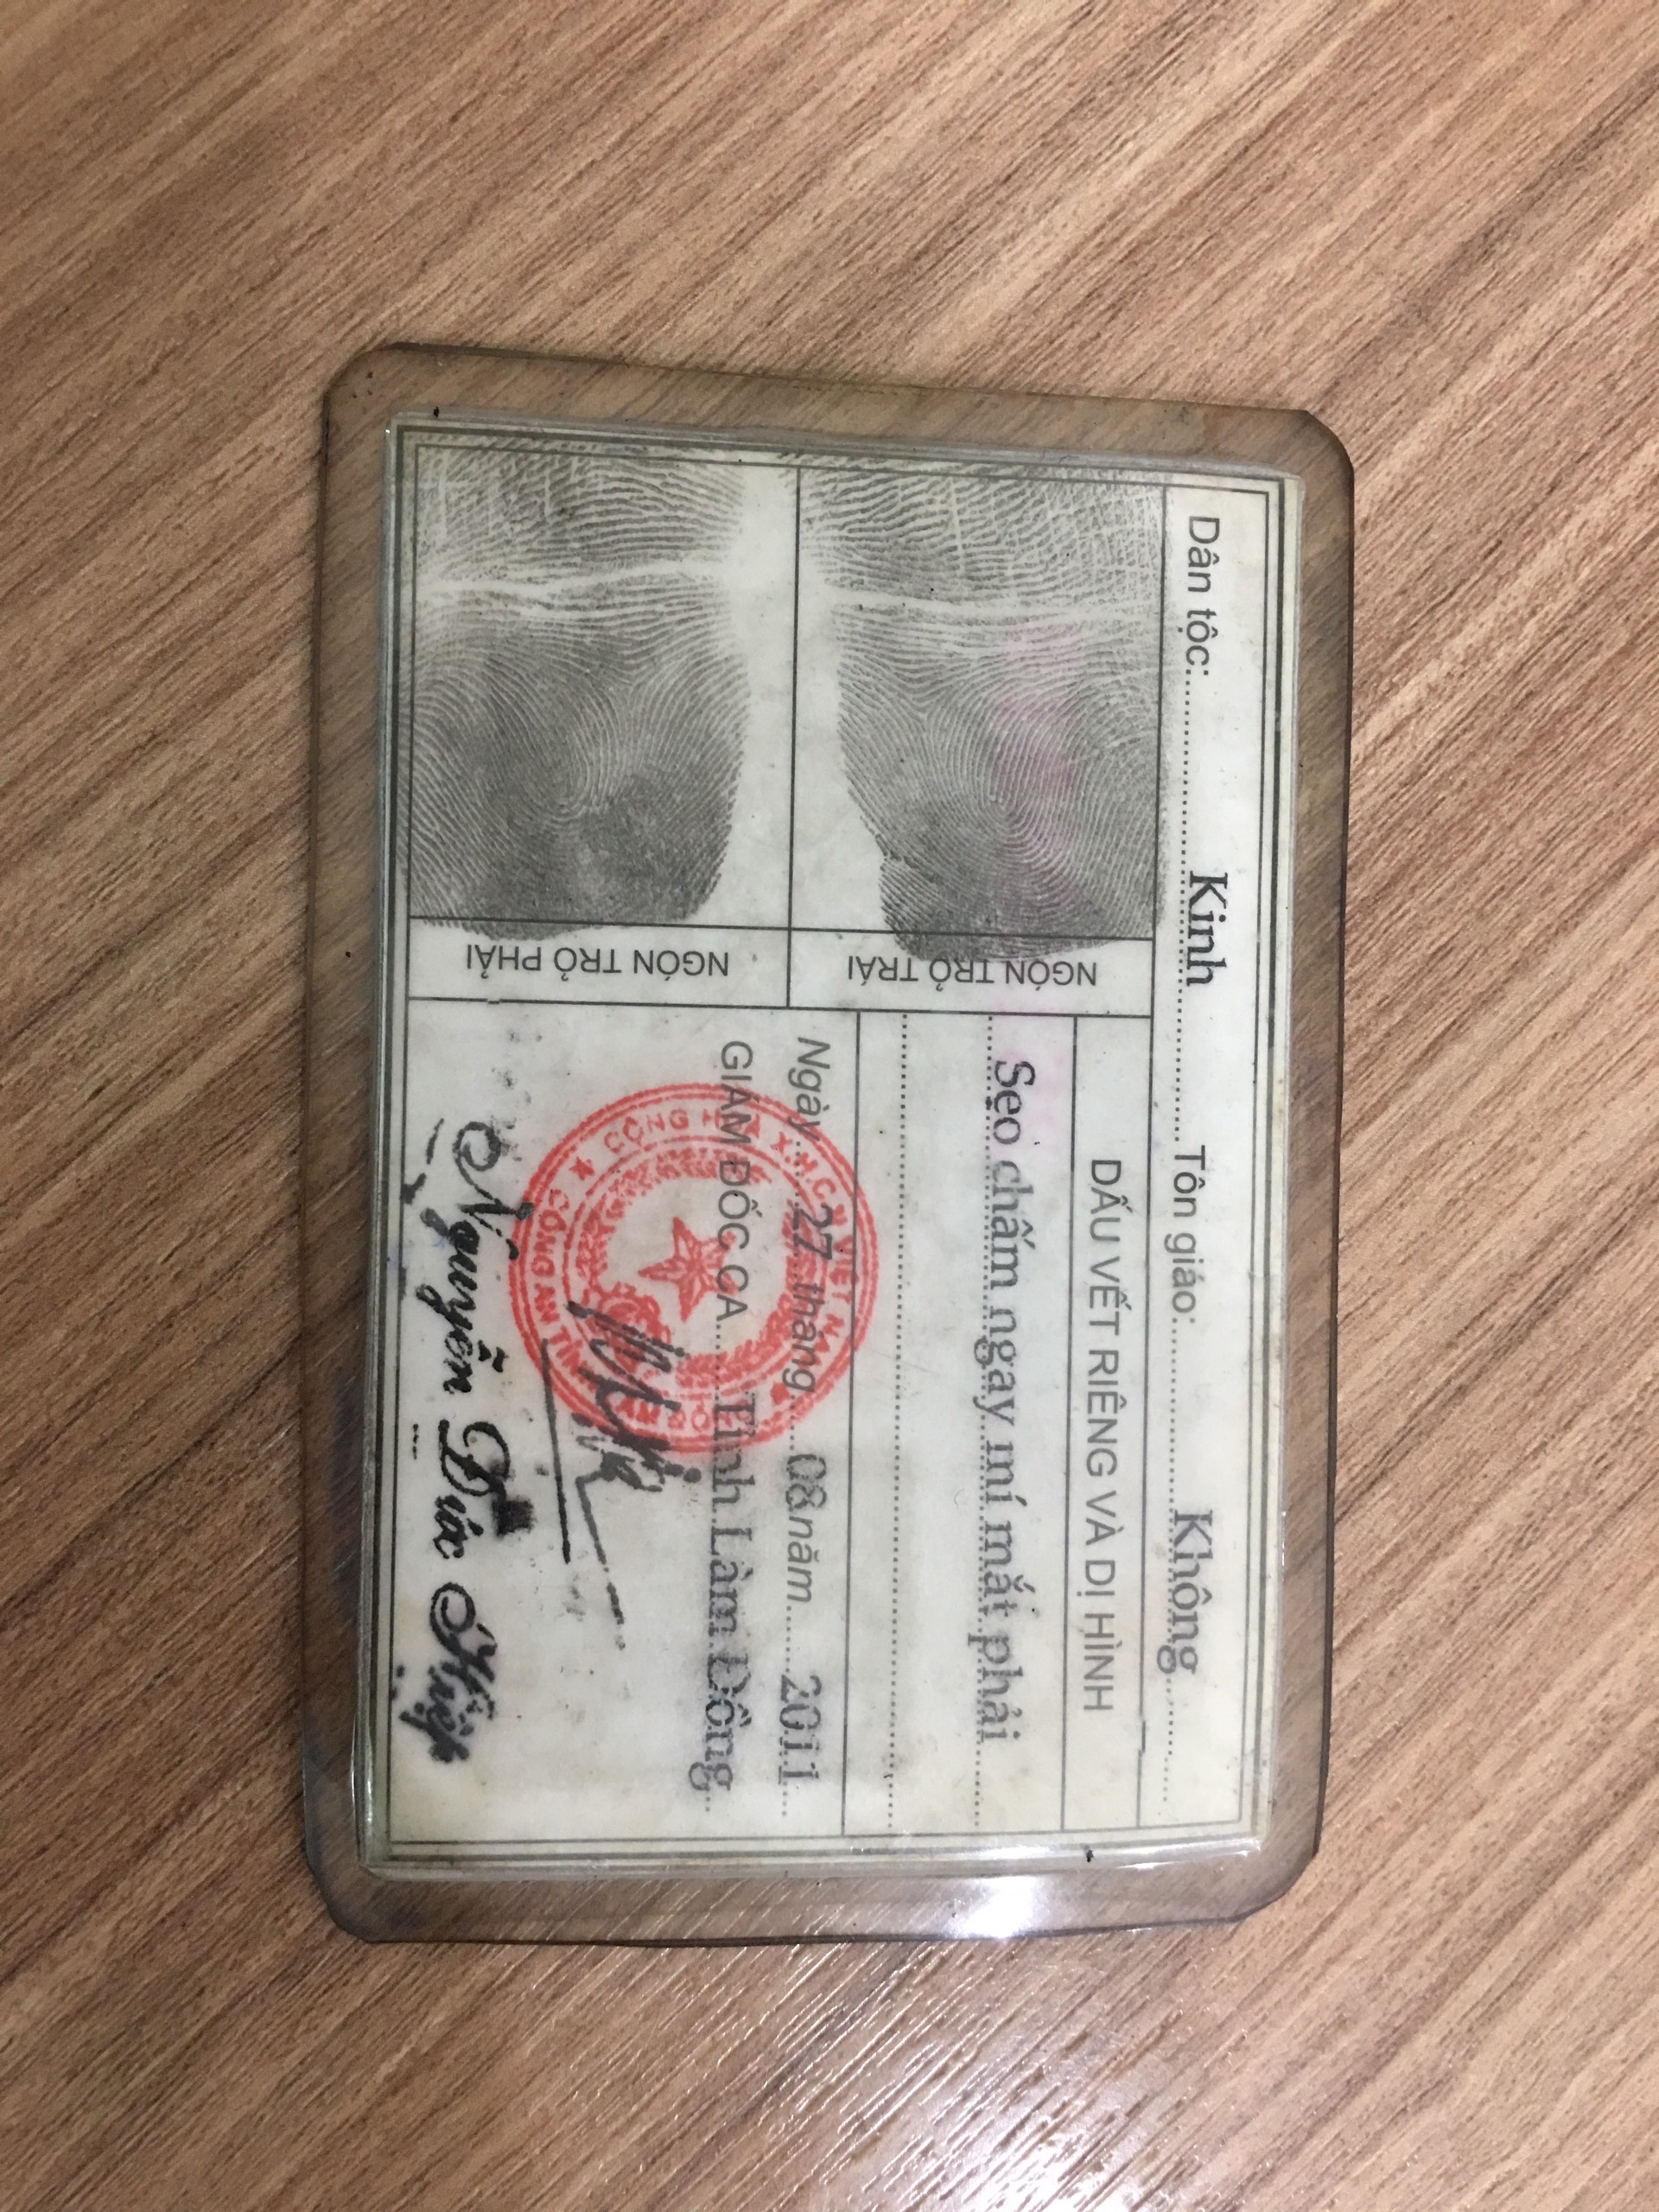 Dân tộc: Kinh Tôn giáo: Không
NGÓN TRỎ TRÁI
DẤU VẾT RIÊNG VÀ DỊ HÌNH
Sẹo chấm ngay mí mắt phải
NGÓN TRỎ PHẢI
Ngày 27 tháng 08 năm 2011
GIÁM ĐỐC CA Tỉnh Lâm Đồng
X.H.C.N VIỆT NAM
CÔNG AN TỈNH
Nguyễn Đức Hiệp